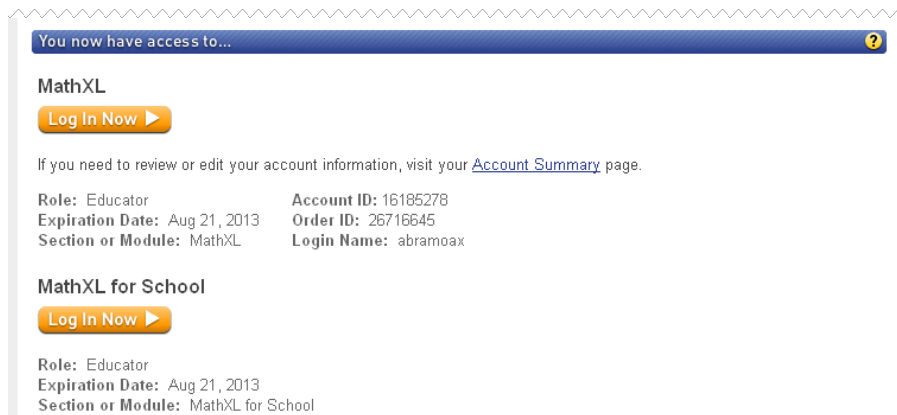 You now have access to... ?
MathXL
Log In Now
If you need to review or edit your account information, visit your Account Summary page.
Role: Educator Account ID: 16185278
Expiration Date: Aug 21, 2013 Order ID: 26716645
Section or Module: MathXL Login Name: abramoax
MathXL for School
Log In Now
Role: Educator
Expiration Date: Aug 21, 2013
Section or Module: MathXL for School